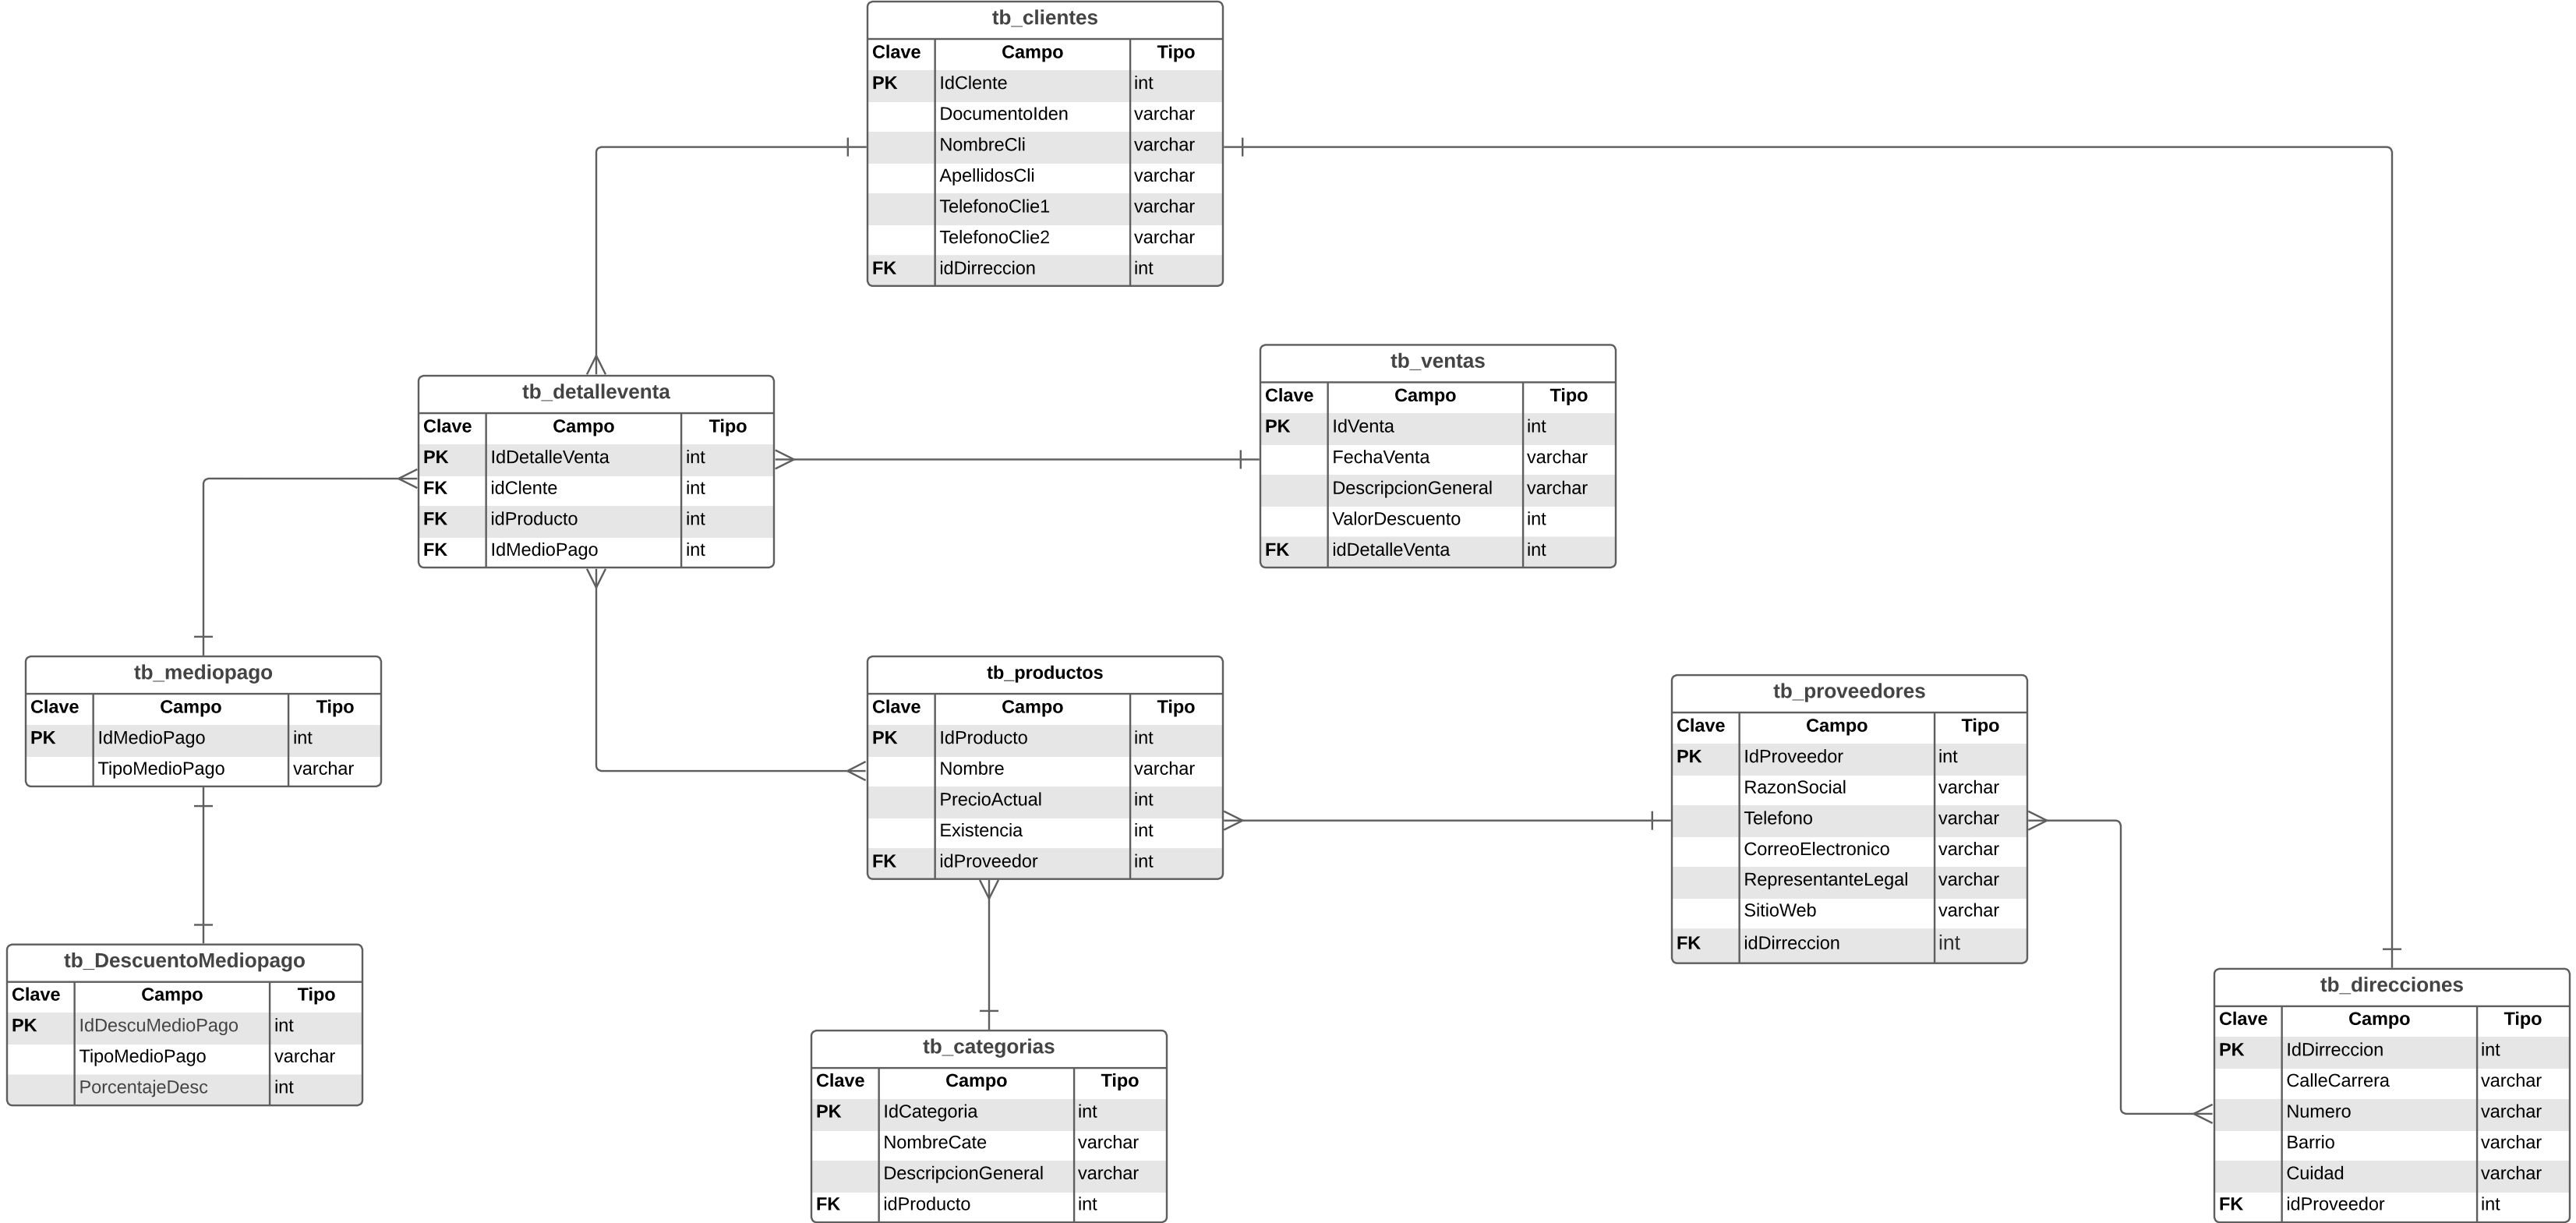 tb_clientes
Clave Campo Tipo
PK IdClente int
DocumentoIden varchar
NombreCli varchar
ApellidosCli varchar
TelefonoClie1 varchar
TelefonoClie2 varchar
FK idDirreccion int
tb_ventas
Clave Campo Tipo
PK IdVenta int
FechaVenta varchar
DescripcionGeneral varchar
ValorDescuento int
FK idDetalleVenta int
tb_detalleventa
Clave Campo Tipo
PK IdDetalleVenta int
FK idClente int
FK idProducto int
FK IdMedioPago int
tb_mediopago
Clave Campo Tipo
PK IdMedioPago int
TipoMedioPago varchar
tb_productos
Clave Campo Tipo
PK IdProducto int
Nombre varchar
PrecioActual int
Existencia int
FK idProveedor int
tb_proveedores
Clave Campo Tipo
PK IdProveedor int
RazonSocial varchar
Telefono varchar
CorreoElectronico varchar
RepresentanteLegal varchar
SitioWeb varchar
FK idDirreccion int
tb_DescuentoMediopago
Clave Campo Tipo
PK IdDescuMedioPago int
TipoMedioPago varchar
PorcentajeDesc int
tb_categorias
Clave Campo Tipo
PK IdCategoria int
NombreCate varchar
DescripcionGeneral varchar
FK idProducto int
tb_direcciones
Clave Campo Tipo
PK IdDirreccion int
CalleCarrera varchar
Numero varchar
Barrio varchar
Cuidad varchar
FK idProveedor int